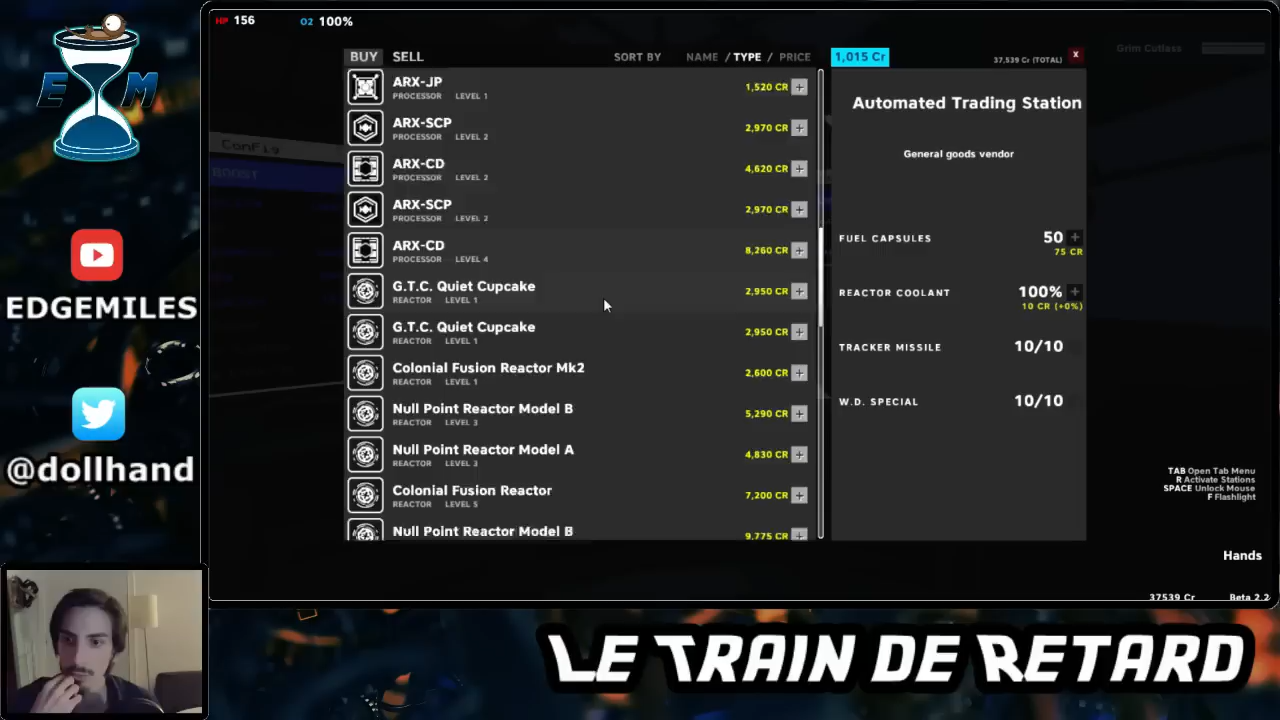 HP 156
O2 100%
BUY SELL SORT BY NAME / TYPE / PRICE
1,015 Cr
37,539 Cr (TOTAL)
X
Grim Cutlass
ARX-JP
PROCESSOR LEVEL 1
1,520 CR +
ARX-SCP
PROCESSOR LEVEL 2
2,970 CR +
ARX-CD
PROCESSOR LEVEL 2
4,620 CR +
ARX-SCP
PROCESSOR LEVEL 2
2,970 CR +
ARX-CD
PROCESSOR LEVEL 4
8,260 CR +
G.T.C. Quiet Cupcake
REACTOR LEVEL 1
2,950 CR +
G.T.C. Quiet Cupcake
REACTOR LEVEL 1
2,950 CR +
Colonial Fusion Reactor Mk2
REACTOR LEVEL 1
2,600 CR +
Null Point Reactor Model B
REACTOR LEVEL 3
5,290 CR +
Null Point Reactor Model A
REACTOR LEVEL 3
4,830 CR +
Colonial Fusion Reactor
REACTOR LEVEL 5
7,200 CR +
Null Point Reactor Model B
9,775 CR +
Automated Trading Station
General goods vendor
FUEL CAPSULES 50 +
75 CR
REACTOR COOLANT 100% +
10 CR (+0%)
TRACKER MISSILE 10/10
W.D. SPECIAL 10/10
Config
BOOST
TAB Open Tab Menu
R Activate Stations
SPACE Unlock Mouse
F Flashlight
Hands
37539 Cr Beta 2.2
E M
EDGEMILES
@dollhand
LE TRAIN DE RETARD